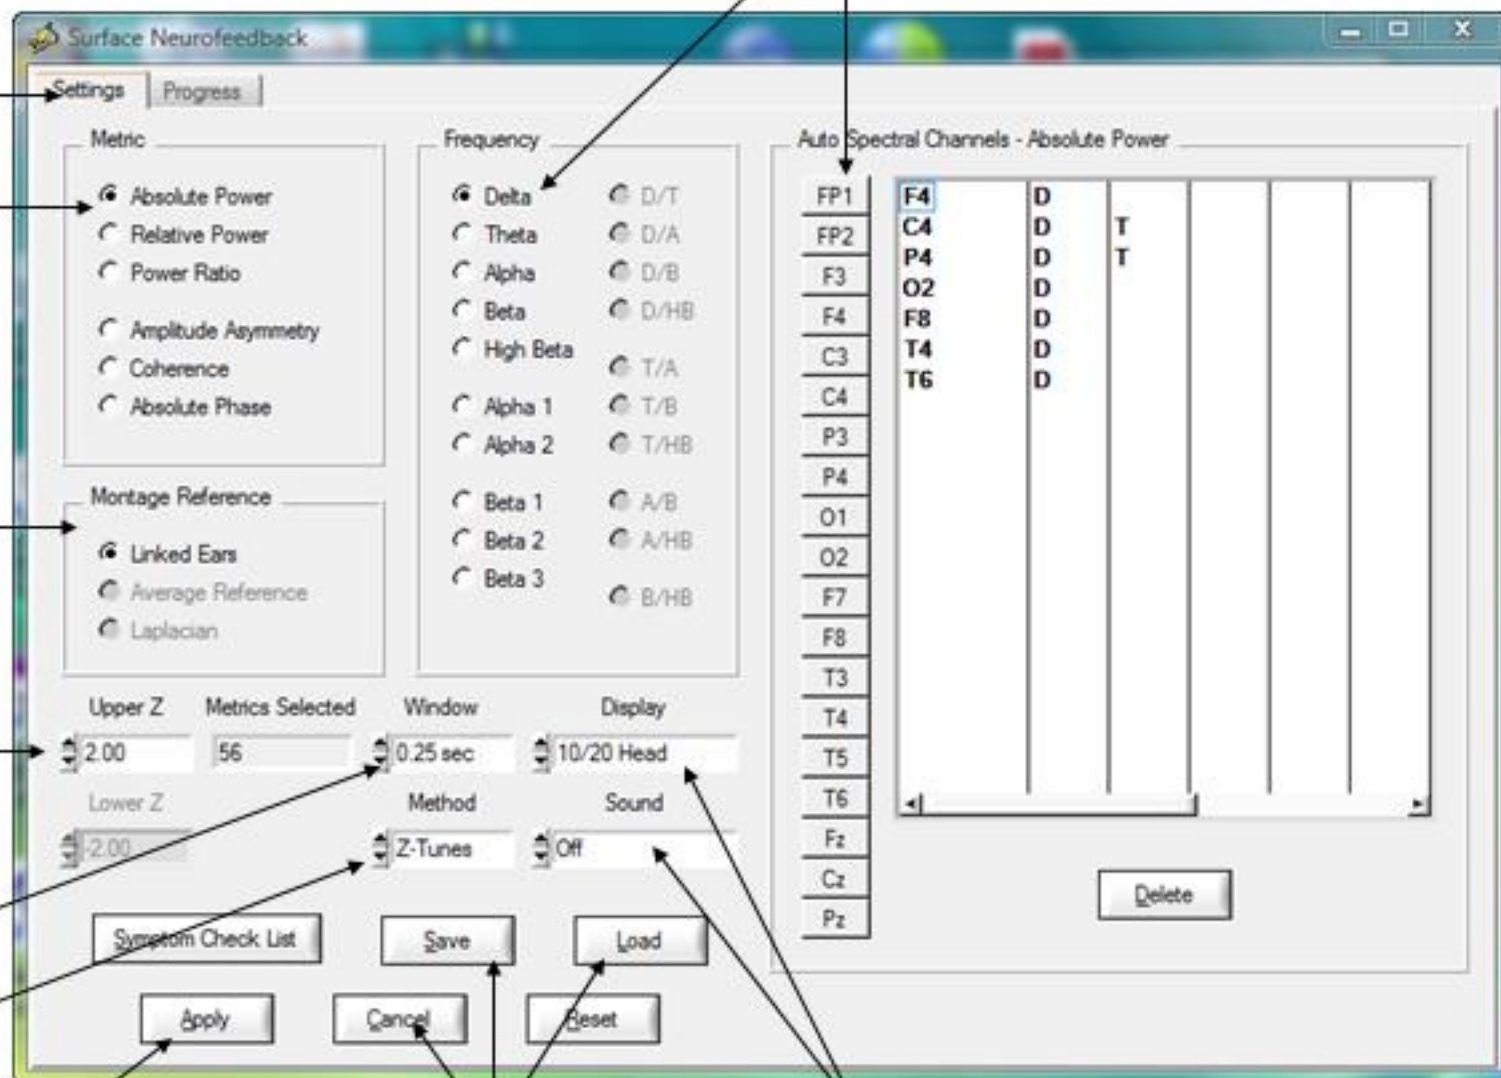 Surface Neurofeedback
Settings Progress
Metric
Absolute Power
Relative Power
Power Ratio
Amplitude Asymmetry
Coherence
Absolute Phase
Montage Reference
Linked Ears
Average Reference
Laplacian
Frequency
Delta D/T
Theta D/A
Alpha D/B
Beta D/HB
High Beta
T/A
Alpha 1 T/B
Alpha 2 T/HB
Beta 1 A/B
Beta 2 A/HB
Beta 3
B/HB
Upper Z Metrics Selected Window Display
2.00 56 0.25 sec 10/20 Head
Lower Z Method Sound
-2.00 Z-Tunes Off
Symptom Check List Save Load
Apply Cancel Reset
Auto Spectral Channels - Absolute Power
FP1
FP2
F3
F4
C3
C4
P3
P4
O1
O2
F7
F8
T3
T4
T5
T6
Fz
Cz
Pz
F4 D
C4 D T
P4 D T
O2 D
F8 D
T4 D
T6 D
Delete